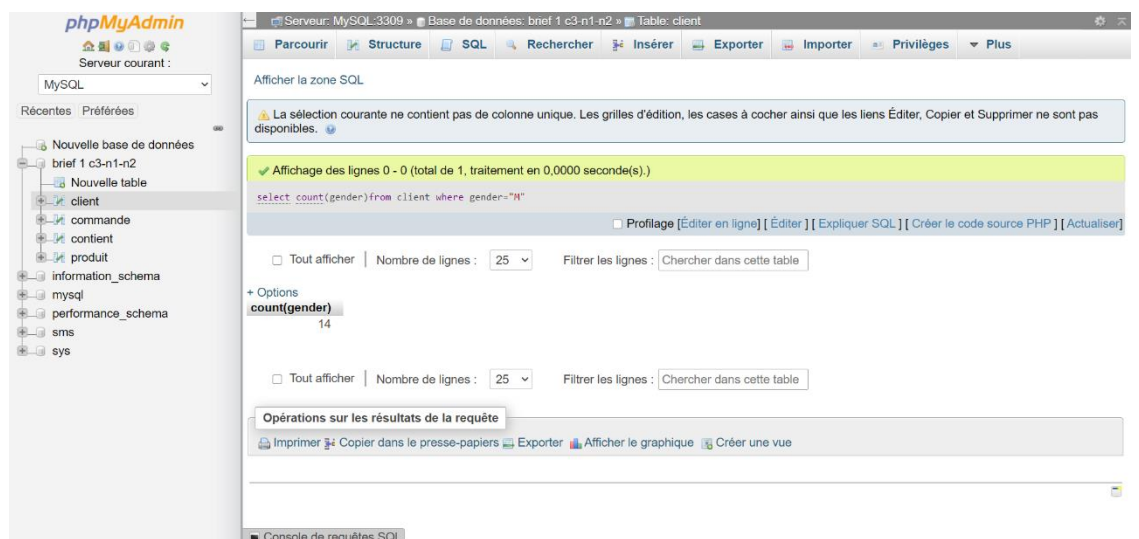 phpMyAdmin
Serveur courant :
MySQL
Récentes Préférées
Nouvelle base de données
brief 1 c3-n1-n2
Nouvelle table
client
commande
contient
produit
information_schema
mysql
performance_schema
sms
sys
Serveur: MySQL:3309 » Base de données: brief 1 c3-n1-n2 » Table: client
Parcourir Structure SQL Rechercher Insérer Exporter Importer Privilèges Plus
Afficher la zone SQL
La sélection courante ne contient pas de colonne unique. Les grilles d'édition, les cases à cocher ainsi que les liens Éditer, Copier et Supprimer ne sont pas
disponibles.
Affichage des lignes 0 - 0 (total de 1, traitement en 0,0000 seconde(s).)
select count(gender)from client where gender="M"
Profilage [Éditer en ligne] [ Éditer ] [ Expliquer SQL ] [ Créer le code source PHP ] [ Actualiser]
Tout afficher | Nombre de lignes : 25 Filtrer les lignes : Chercher dans cette table
+ Options
count(gender)
14
Tout afficher | Nombre de lignes : 25 Filtrer les lignes : Chercher dans cette table
Opérations sur les résultats de la requête
Imprimer Copier dans le presse-papiers Exporter Afficher le graphique Créer une vue
Console de requêtes SQL